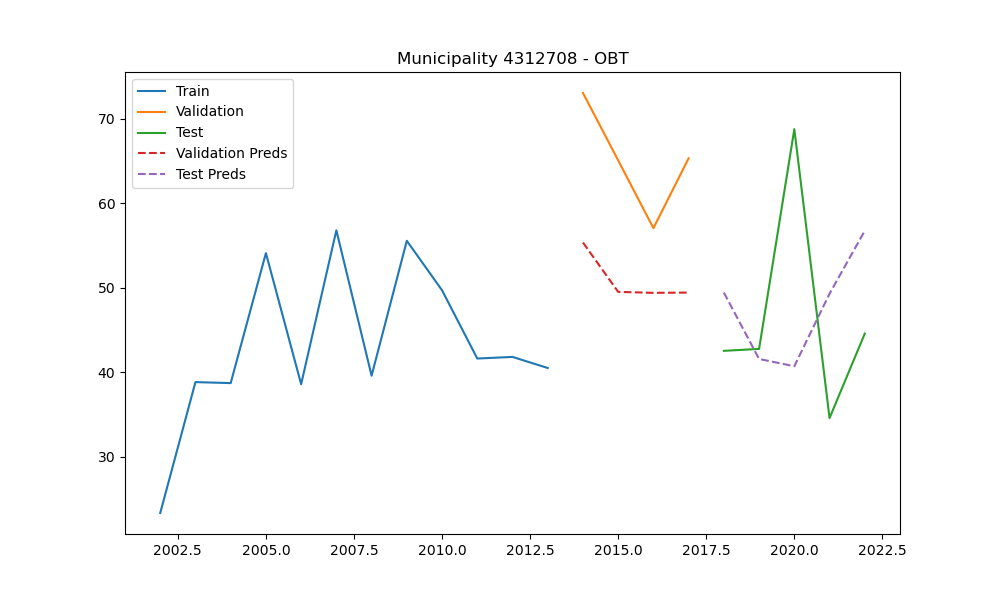 Municipality 4312708 - OBT
Train
Validation
Test
Validation Preds
Test Preds
70
60
50
40
30
2002.5 2005.0 2007.5 2010.0 2012.5 2015.0 2017.5 2020.0 2022.5